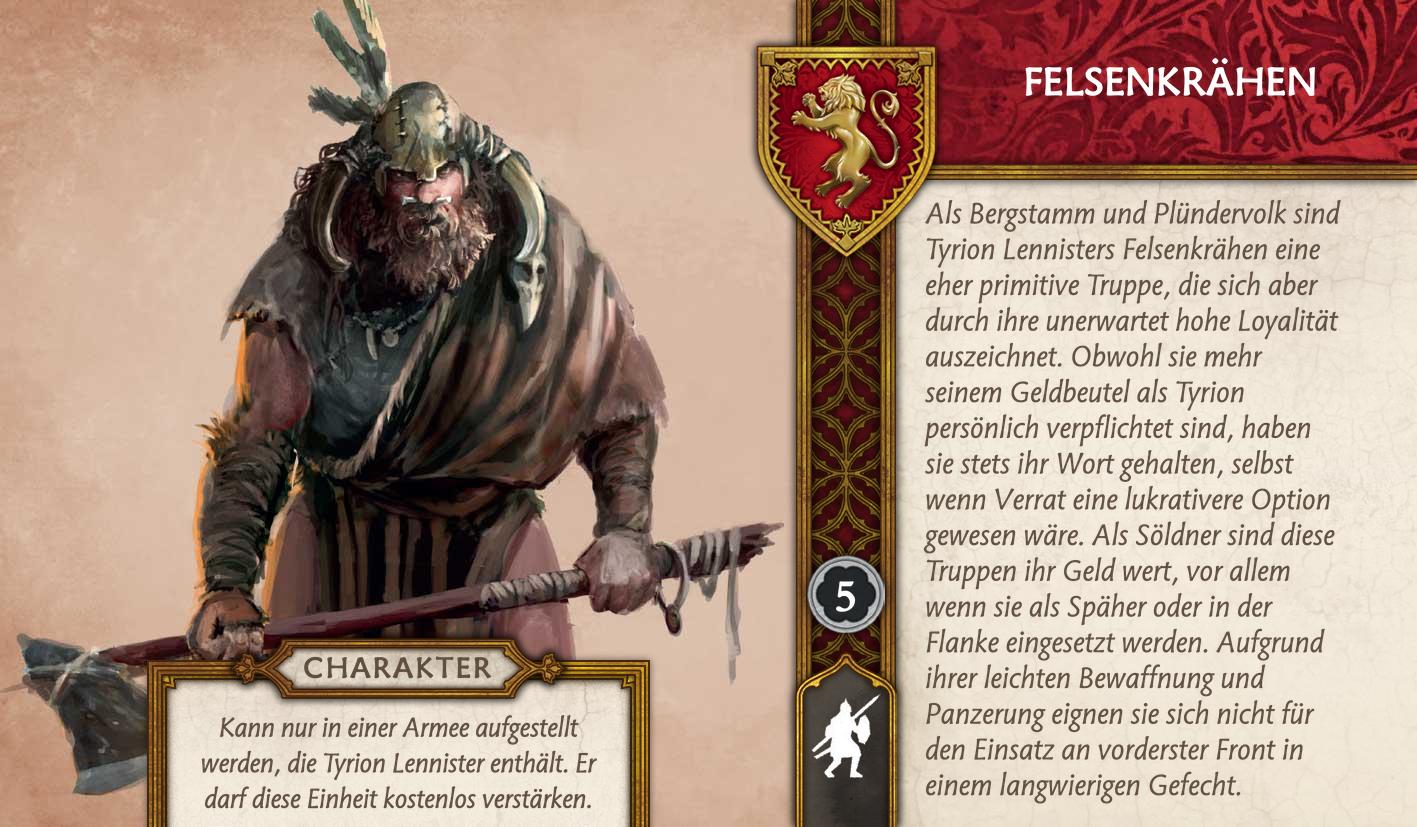 FELSENKRÄHEN
Als Bergstamm und Plündervolk sind
Tyrion Lennisters Felsenkrähen eine
eher primitive Truppe, die sich aber
durch ihre unerwartet hohe Loyalität
auszeichnet. Obwohl sie mehr
seinem Geldbeutel als Tyrion
persönlich verpflichtet sind, haben
sie stets ihr Wort gehalten, selbst
wenn Verrat eine lukrativere Option
gewesen wäre. Als Söldner sind diese
Truppen ihr Geld wert, vor allem
wenn sie als Späher oder in der
Flanke eingesetzt werden. Aufgrund
ihrer leichten Bewaffnung und
Panzerung eignen sie sich nicht für
den Einsatz an vorderster Front in
einem langwierigen Gefecht.
5
CHARAKTER
Kann nur in einer Armee aufgestellt
werden, die Tyrion Lennister enthält. Er
darf diese Einheit kostenlos verstärken.